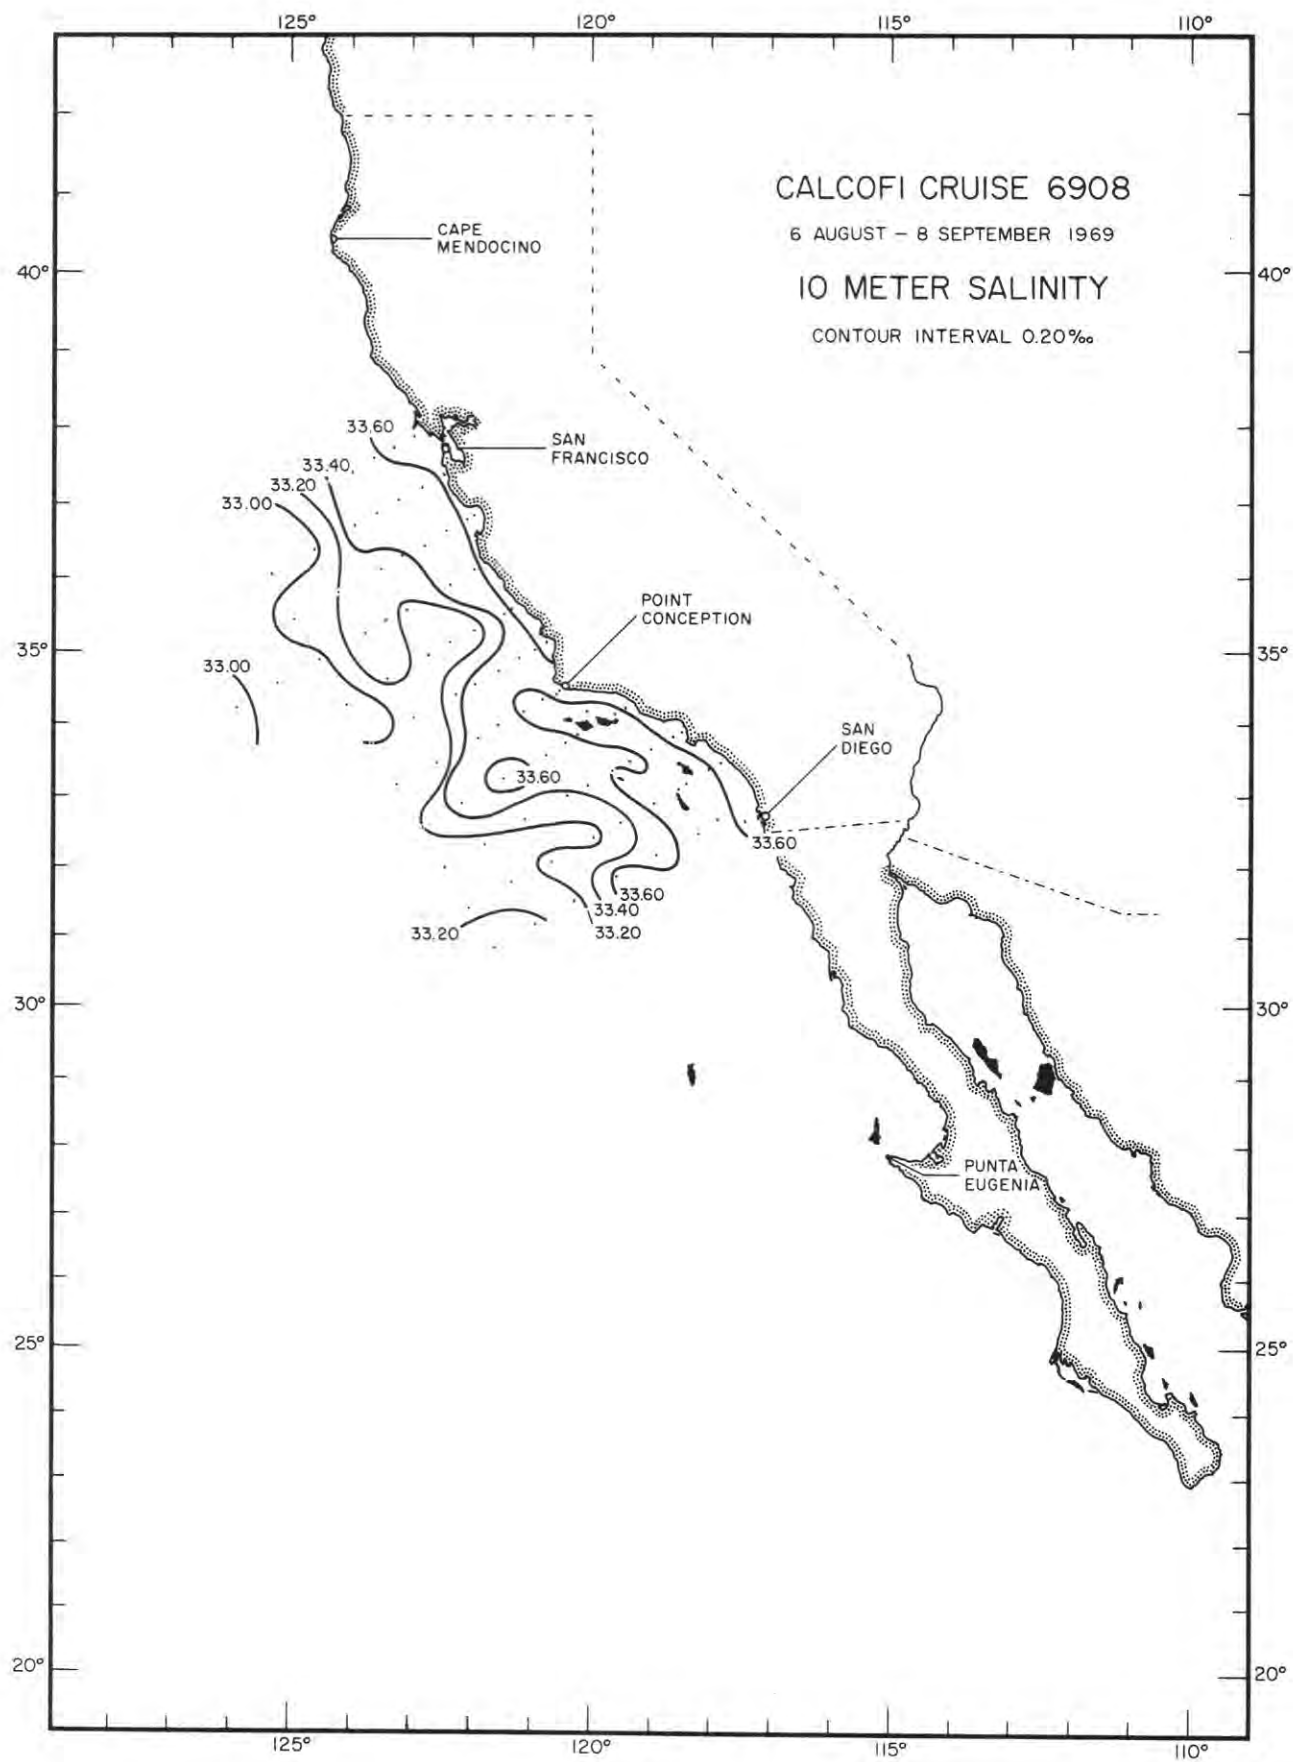 125° 120° 115° 110°
CALCOFI CRUISE 6908
6 AUGUST – 8 SEPTEMBER 1969
10 METER SALINITY
CONTOUR INTERVAL 0.20‰
CAPE
MENDOCINO
40° 40°
33.60
SAN
FRANCISCO
33.40
33.20
33.00
POINT
CONCEPTION
35° 35°
33.00
SAN
DIEGO
33.60
33.60
33.60
33.40
33.20 33.20
30° 30°
PUNTA
EUGENIA
25° 25°
20° 20°
125° 120° 115° 110°